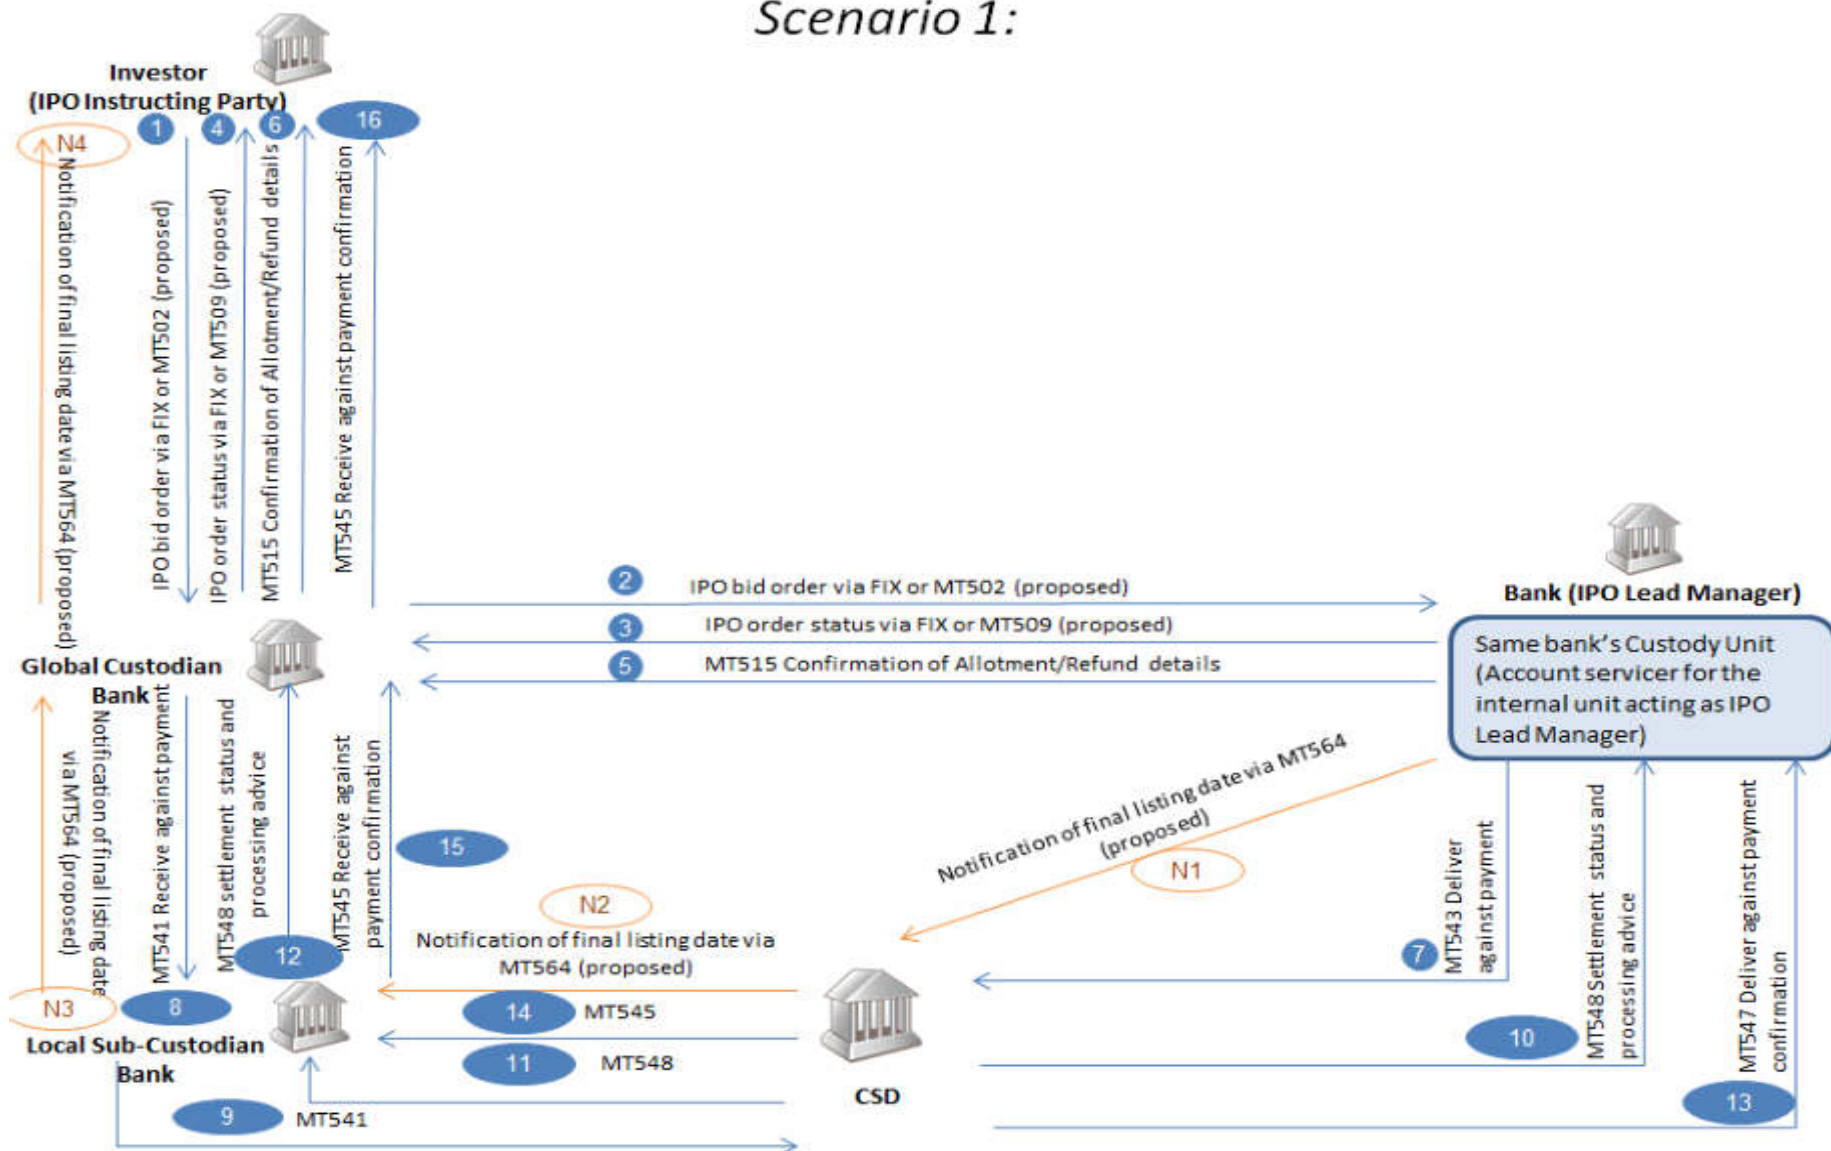 Scenario 1:
Investor
(IPO Instructing Party)
N4
1
4
6
16
Notification of final listing date via MT564 (proposed)
IPO bid order via FIX or MT502 (proposed)
IPO order status via FIX or MT509 (proposed)
MT515 Confirmation of Allotment/Refund details
MT545 Receive against payment confirmation
2
IPO bid order via FIX or MT502 (proposed)
3
IPO order status via FIX or MT509 (proposed)
5
MT515 Confirmation of Allotment/Refund details
Bank (IPO Lead Manager)
Same bank's Custody Unit
(Account servicer for the
internal unit acting as IPO
Lead Manager)
Global Custodian
Bank
Notification of final listing date
via MT564 (proposed)
MT541 Receive against payment
MT548 settlement status and
processing advice
MT545 Receive against
payment confirmation
15
12
N2
Notification of final listing date via
MT564 (proposed)
Notification of final listing date via MT564
(proposed)
N1
7
MT543 Deliver
against payment
MT548 Settlement status and
processing advice
MT547 Deliver against payment
confirmation
N3
8
14
MT545
10
Local Sub-Custodian
Bank
11
MT548
CSD
13
9
MT541